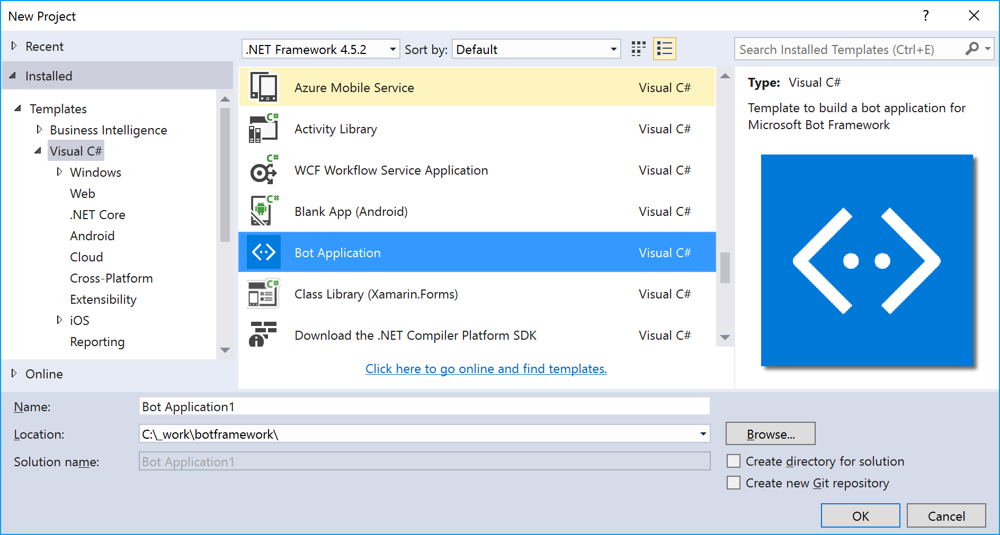 New Project
?
Recent
.NET Framework 4.5.2
Sort by:
Default
Search Installed Templates (Ctrl+E)
Installed
Templates
Business Intelligence
Visual C#
Windows
Web
.NET Core
Android
Cloud
Cross-Platform
Extensibility
iOS
Reporting
Online
Azure Mobile Service Visual C#
C#
Activity Library Visual C#
C#
WCF Workflow Service Application Visual C#
C#
Blank App (Android) Visual C#
Bot Application Visual C#
C#
Class Library (Xamarin.Forms) Visual C#
Download the .NET Compiler Platform SDK Visual C#
Click here to go online and find templates.
Type: Visual C#
Template to build a bot application for
Microsoft Bot Framework
Name: Bot Application1
Location: C:\_work\botframework\
Browse...
Solution name: Bot Application1
Create directory for solution
Create new Git repository
OK
Cancel